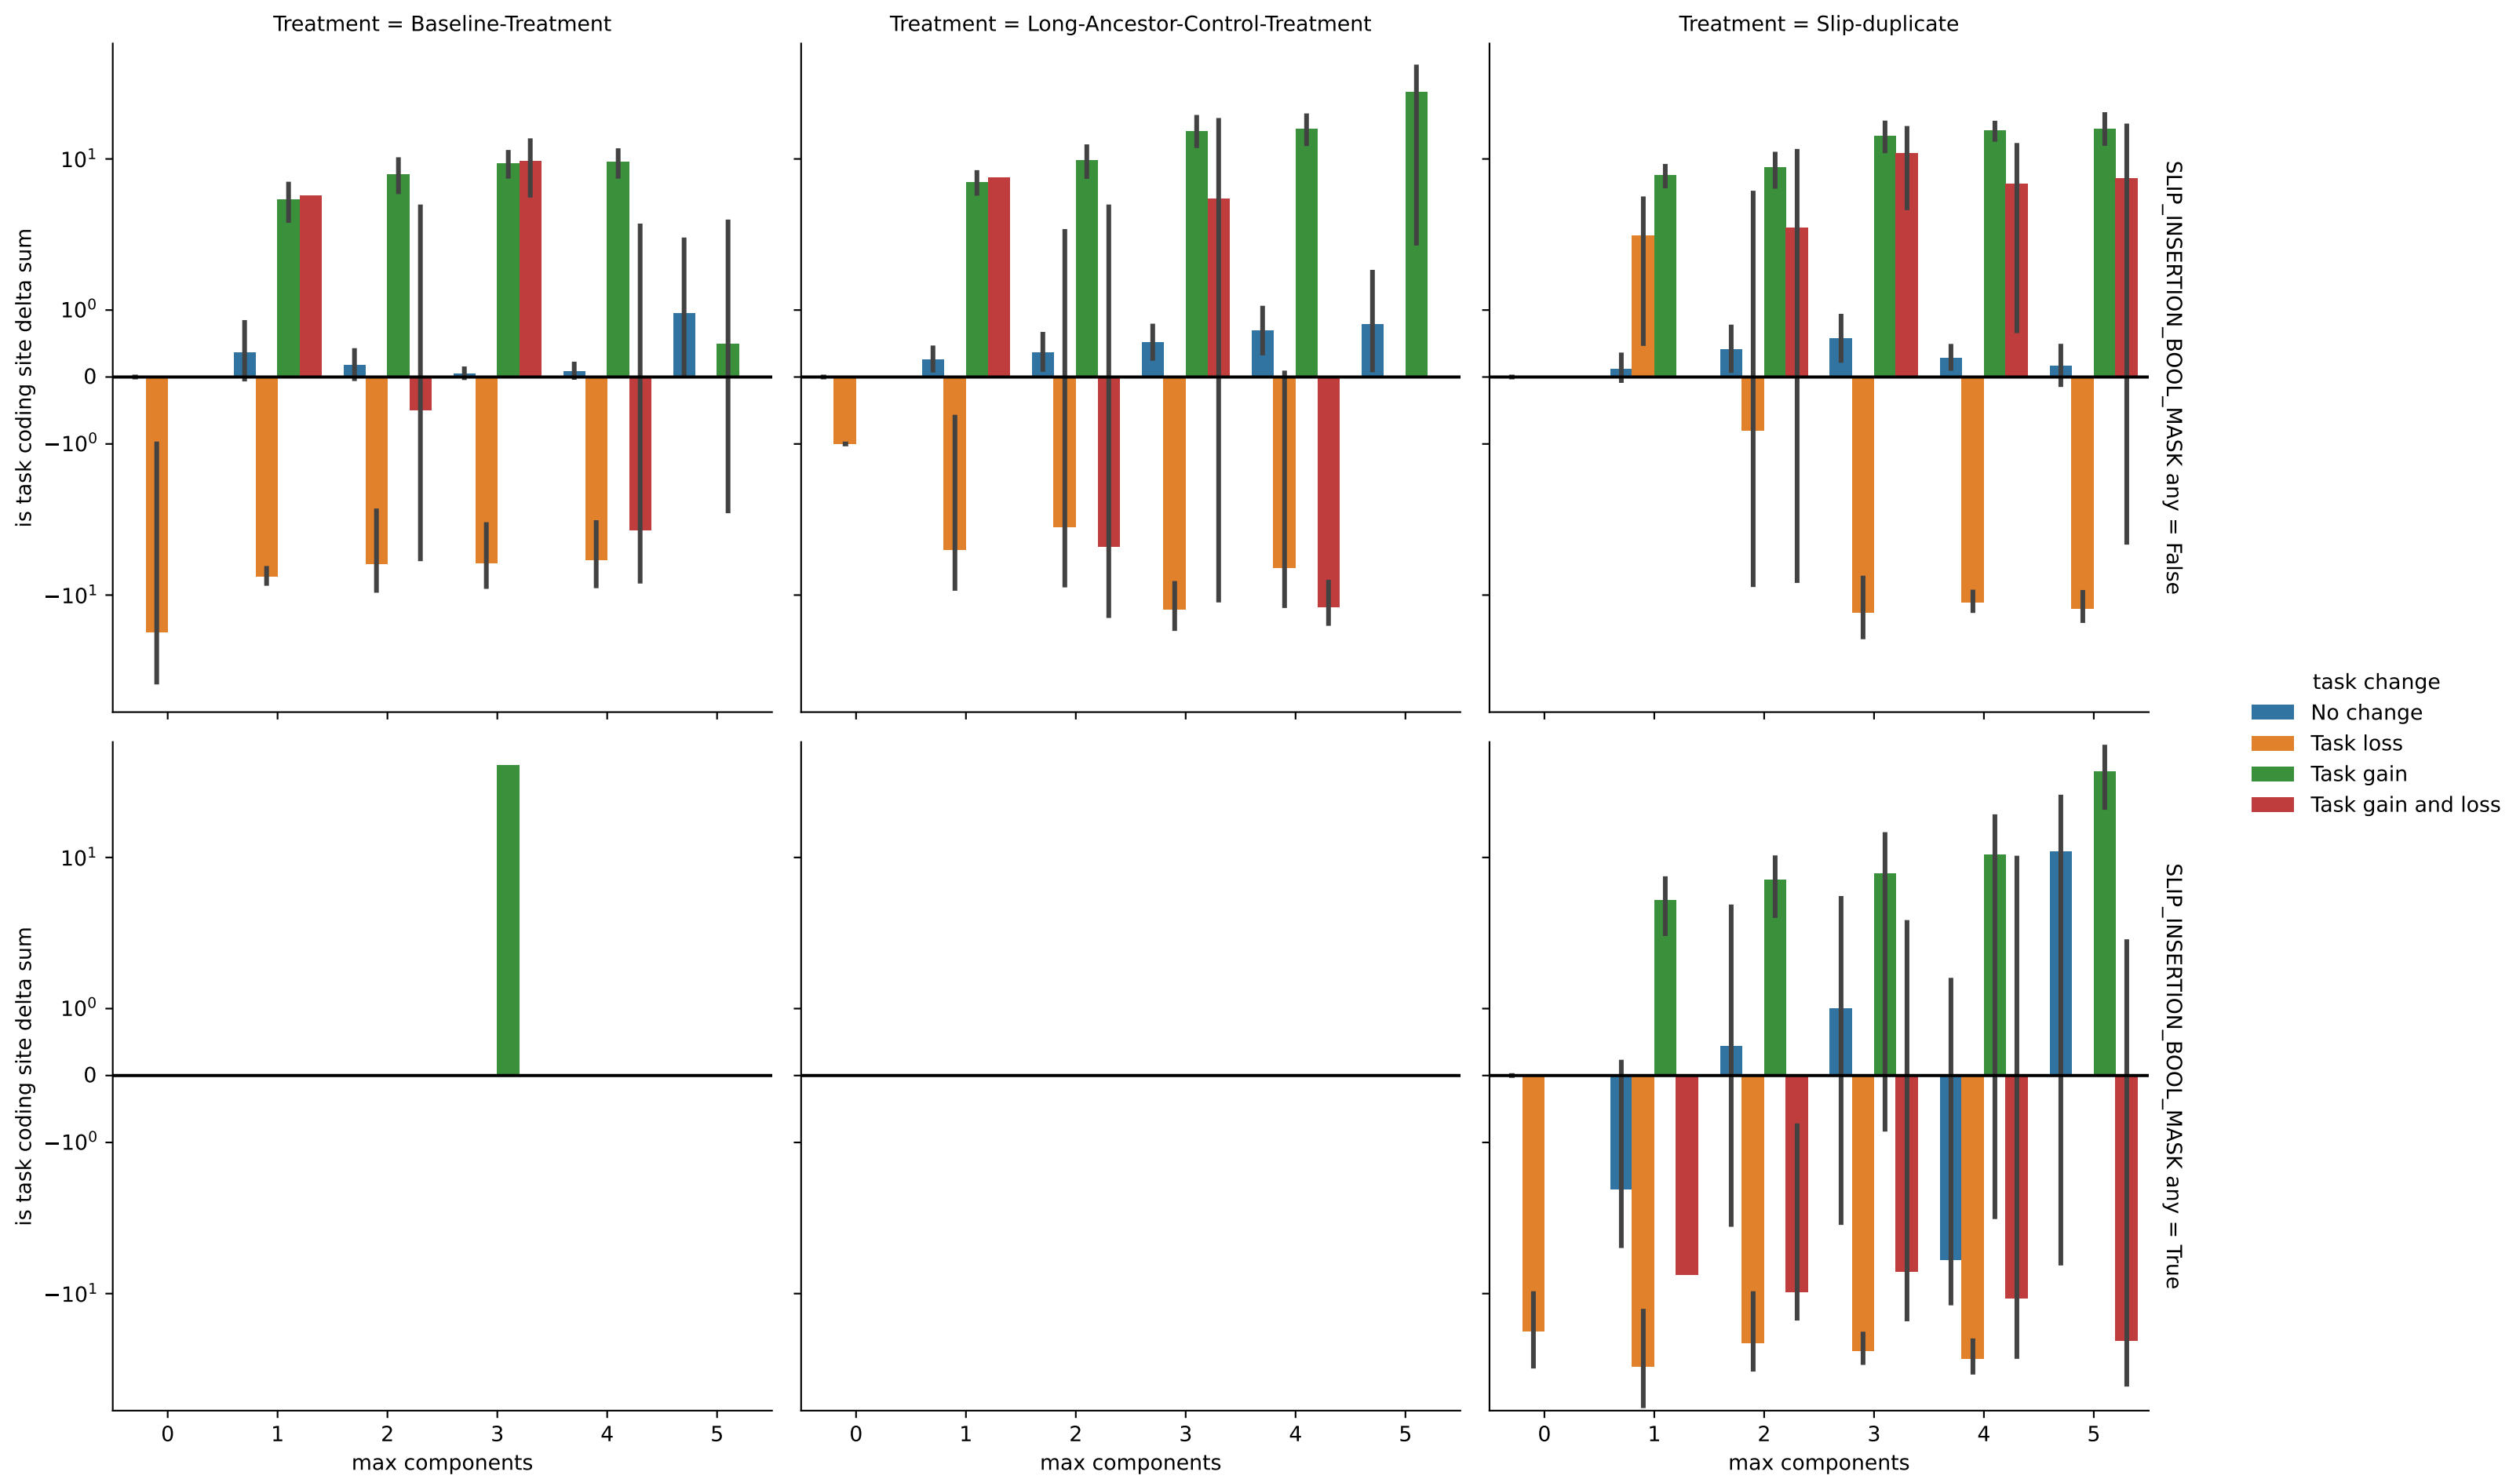 Treatment = Baseline-Treatment
Treatment = Long-Ancestor-Control-Treatment
Treatment = Slip-duplicate
is task coding site delta sum
10¹
10⁰
0
−10⁰
−10¹
SLIP_INSERTION_BOOL_MASK any = False
task change
No change
Task loss
Task gain
Task gain and loss
is task coding site delta sum
10¹
10⁰
0
−10⁰
−10¹
SLIP_INSERTION_BOOL_MASK any = True
0 1 2 3 4 5
0 1 2 3 4 5
0 1 2 3 4 5
max components
max components
max components